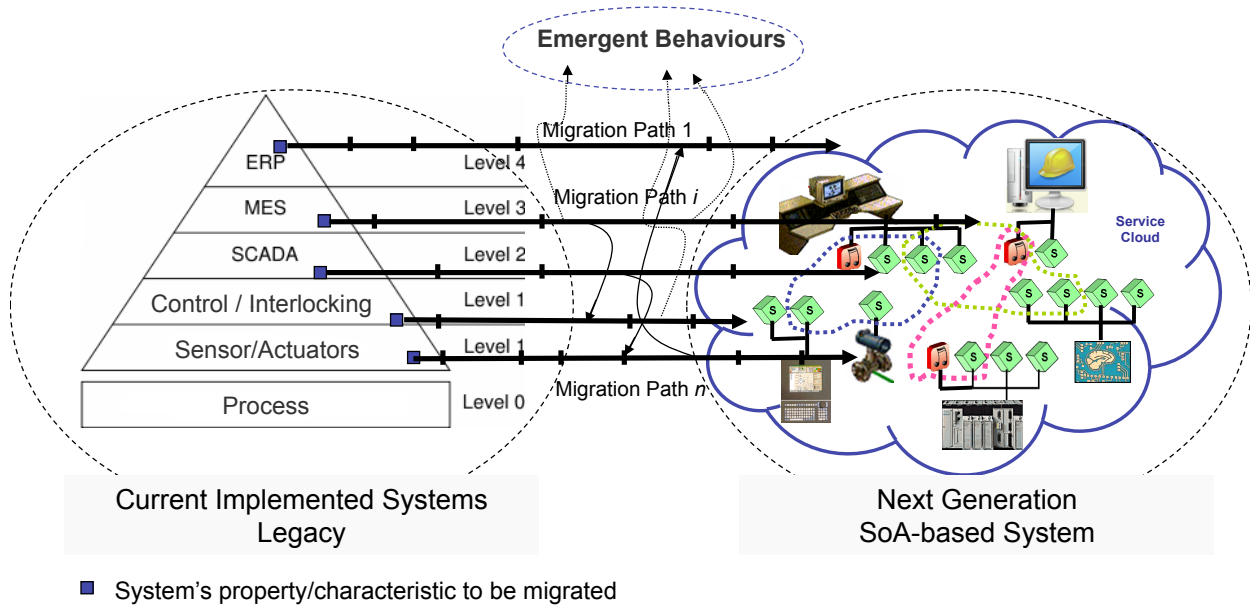 Emergent Behaviours
Migration Path 1
ERP
Level 4
Migration Path i
MES
Level 3
Service
Cloud
SCADA
Level 2
S
S
S
S
Control / Interlocking
Level 1
S
S
S
S
S
S
S
Sensor/Actuators
Level 1
S
S
S
Migration Path n
Process
Level 0
Current Implemented Systems
Legacy
Next Generation
SoA-based System
System's property/characteristic to be migrated